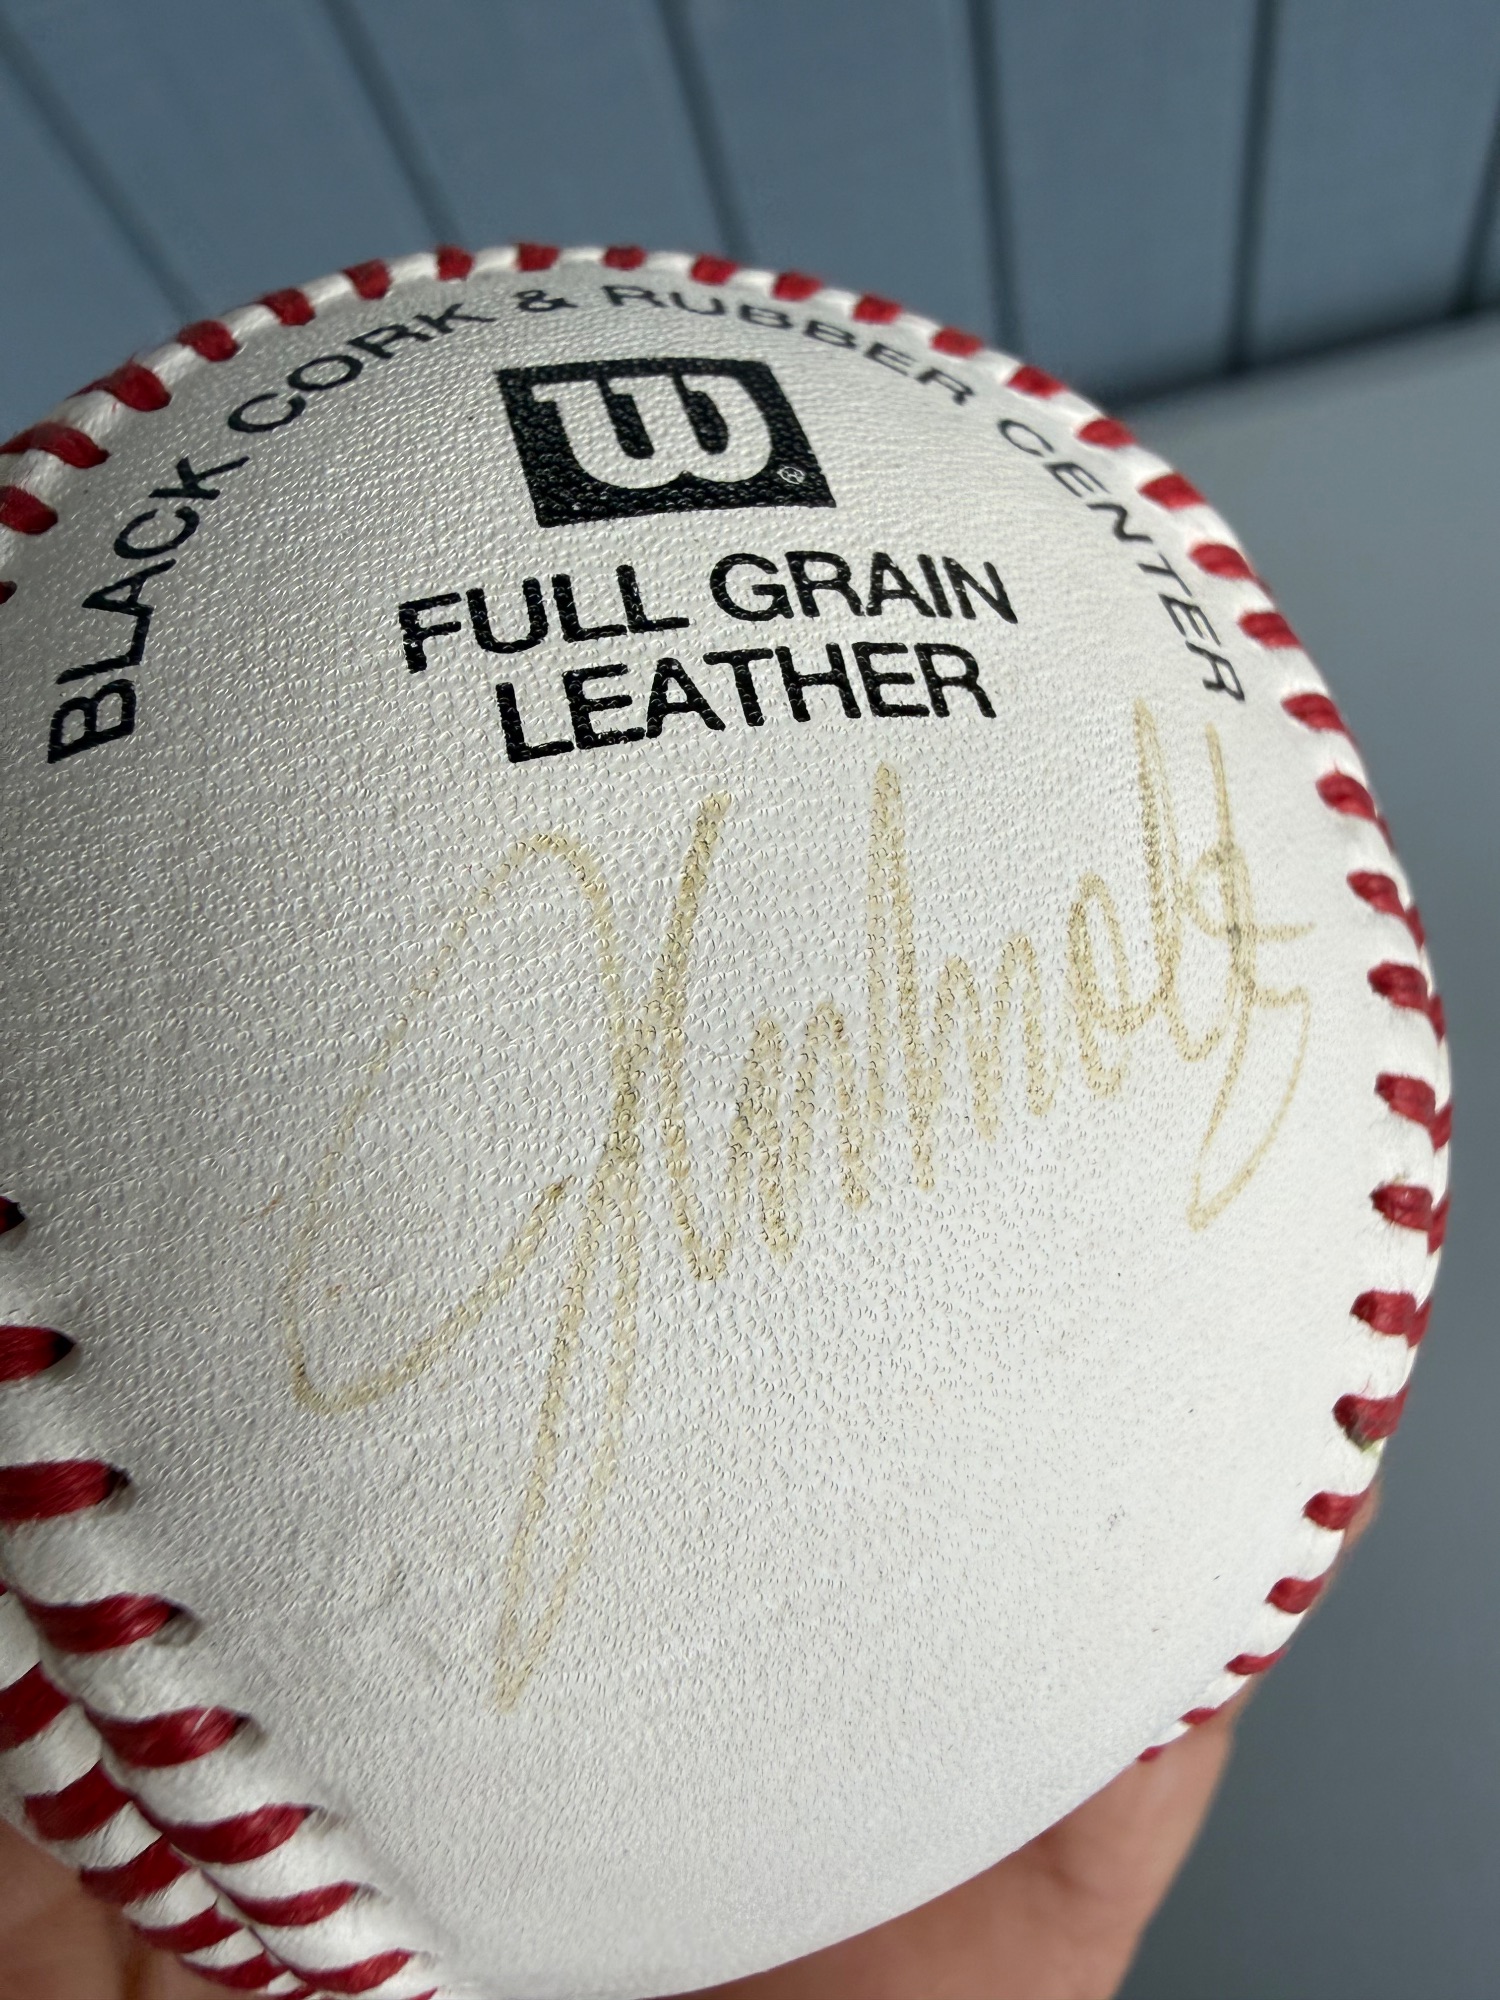 BLACK CORK & RUBBER CENTER
W
FULL GRAIN
LEATHER